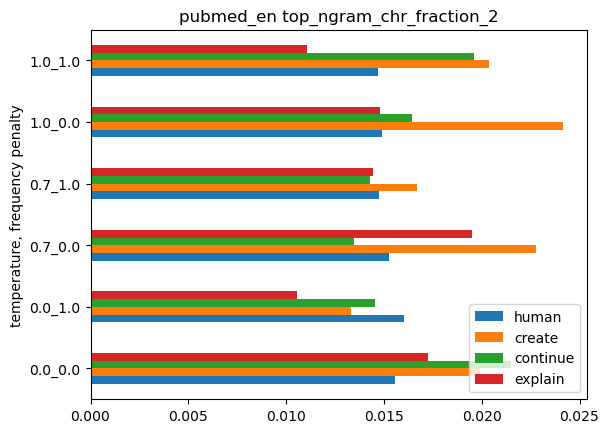 pubmed_en top_ngram_chr_fraction_2
temperature, frequency penalty
1.0_1.0
1.0_0.0
0.7_1.0
0.7_0.0
0.0_1.0
0.0_0.0
human
create
continue
explain
0.000 0.005 0.010 0.015 0.020 0.025